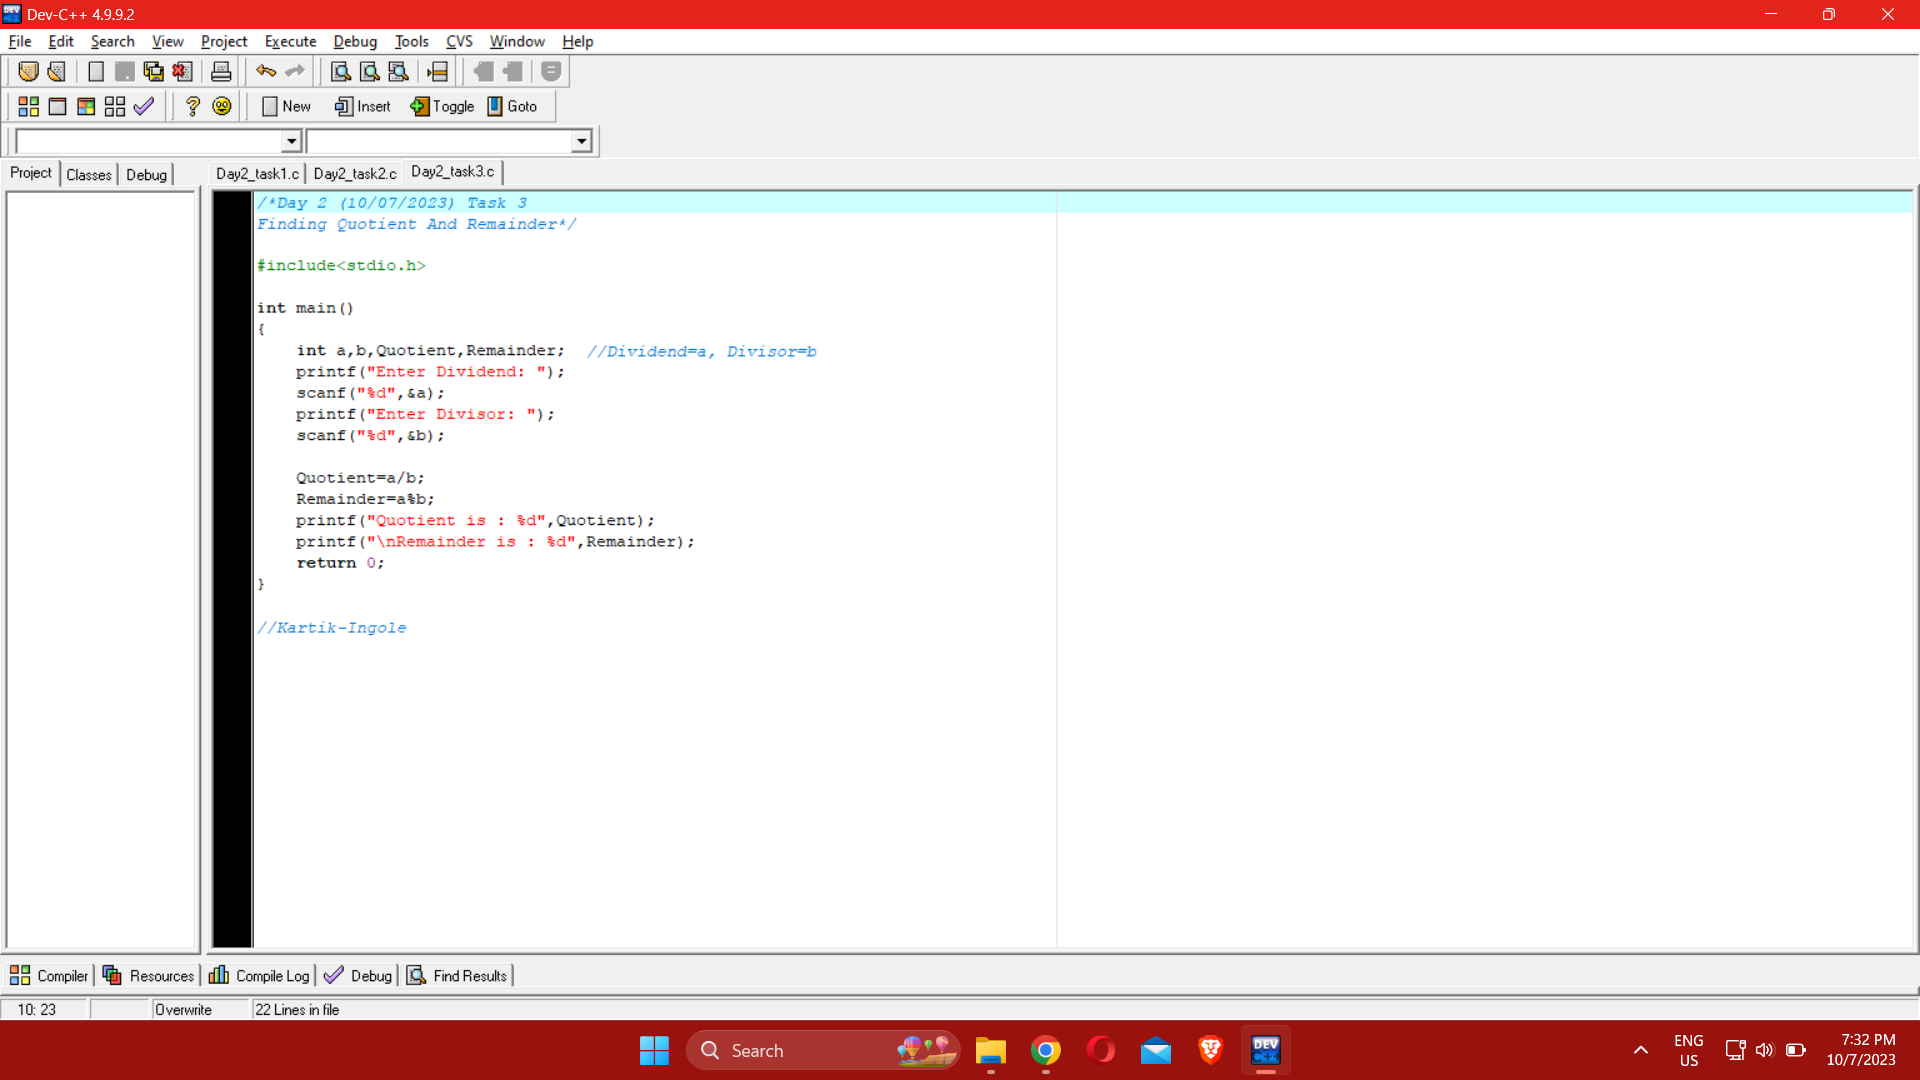 Dev-C++ 4.9.9.2
File Edit Search View Project Execute Debug Tools CVS Window Help
New Insert Toggle Goto
Project Classes Debug
Day2_task1.c Day2_task2.c Day2_task3.c
/*Day 2 (10/07/2023) Task 3
Finding Quotient And Remainder*/
#include<stdio.h>
int main()
{
int a,b,Quotient,Remainder; //Dividend=a, Divisor=b
printf("Enter Dividend: ");
scanf("%d",&a);
printf("Enter Divisor: ");
scanf("%d",&b);
Quotient=a/b;
Remainder=a%b;
printf("Quotient is : %d",Quotient);
printf("\nRemainder is : %d",Remainder);
return 0;
}
//Kartik-Ingole
Compiler Resources Compile Log Debug Find Results
10: 23 Overwrite 22 Lines in file
Search
DEV C++
ENG
US
7:32 PM
10/7/2023